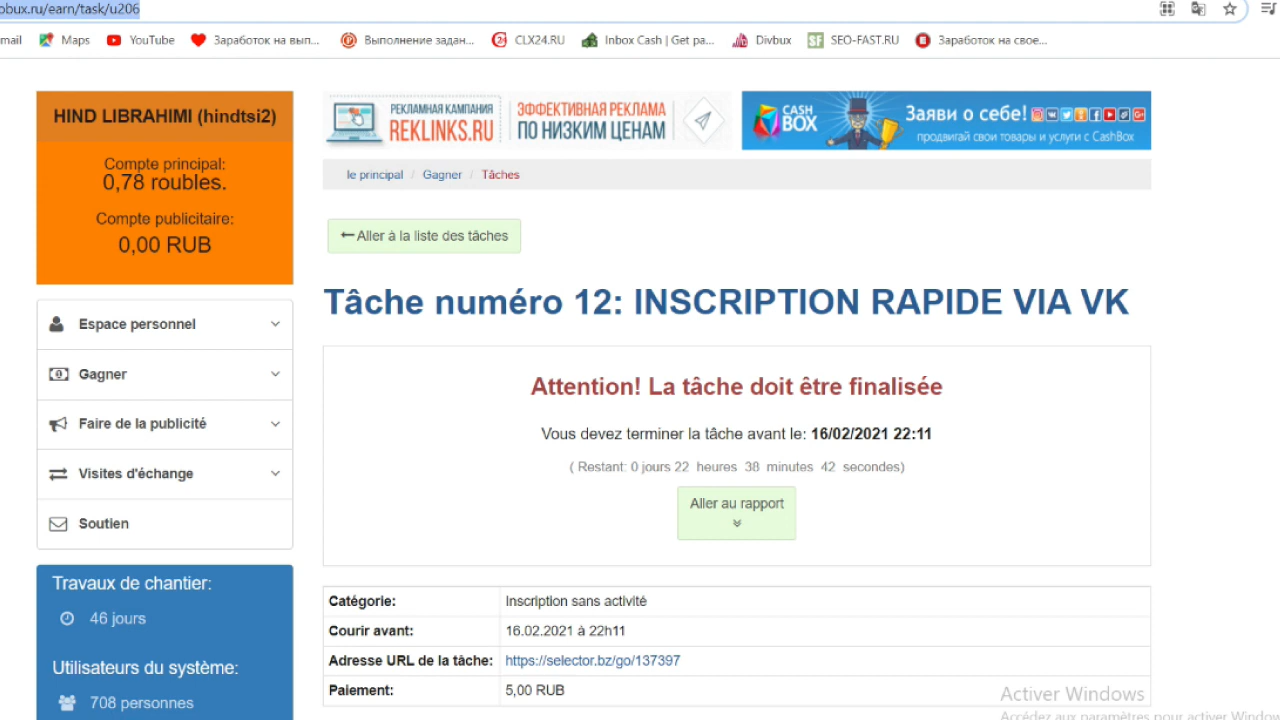 obux.ru/earn/task/u206
mail Maps YouTube Заработок на вып... Выполнение задан... CLX24.RU Inbox Cash | Get pa... Divbux SEO-FAST.RU Заработок на свое...
HIND LIBRAHIMI (hindtsi2)
Compte principal:
0,78 roubles.
Compte publicitaire:
0,00 RUB
РЕКЛАМНАЯ КАМПАНИЯ
REKLINKS.RU
ЭФФЕКТИВНАЯ РЕКЛАМА
ПО НИЗКИМ ЦЕНАМ
CASH
BOX
Заяви о себе!
продвигай свои товары и услуги с CashBox
le principal / Gagner / Tâches
Aller à la liste des tâches
Tâche numéro 12: INSCRIPTION RAPIDE VIA VK
Espace personnel
Gagner
Faire de la publicité
Visites d'échange
Soutien
Attention! La tâche doit être finalisée
Vous devez terminer la tâche avant le: 16/02/2021 22:11
( Restant: 0 jours 22 heures 38 minutes 42 secondes)
Aller au rapport
Travaux de chantier:
46 jours
Utilisateurs du système:
708 personnes
Catégorie: Inscription sans activité
Courir avant: 16.02.2021 à 22h11
Adresse URL de la tâche: https://selector.bz/go/137397
Paiement: 5,00 RUB
Activer Windows
Accédez aux paramètres pour activer Windows